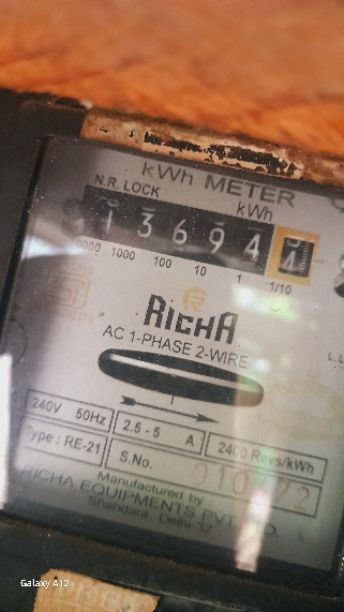 kWh METER
N.R. LOCK
kWh
1 3 6 9 4 4
0000 1000 100 10 1 1/10
RICHA
AC 1-PHASE 2-WIRE
L.L
240V 50Hz
2.5 - 5 A
2400 Revs/kWh
Type : RE-21
S.No.
Manufactured by :
RICHA EQUIPMENTS PVT.
Shahdara, Delhi-32
Galaxy A12